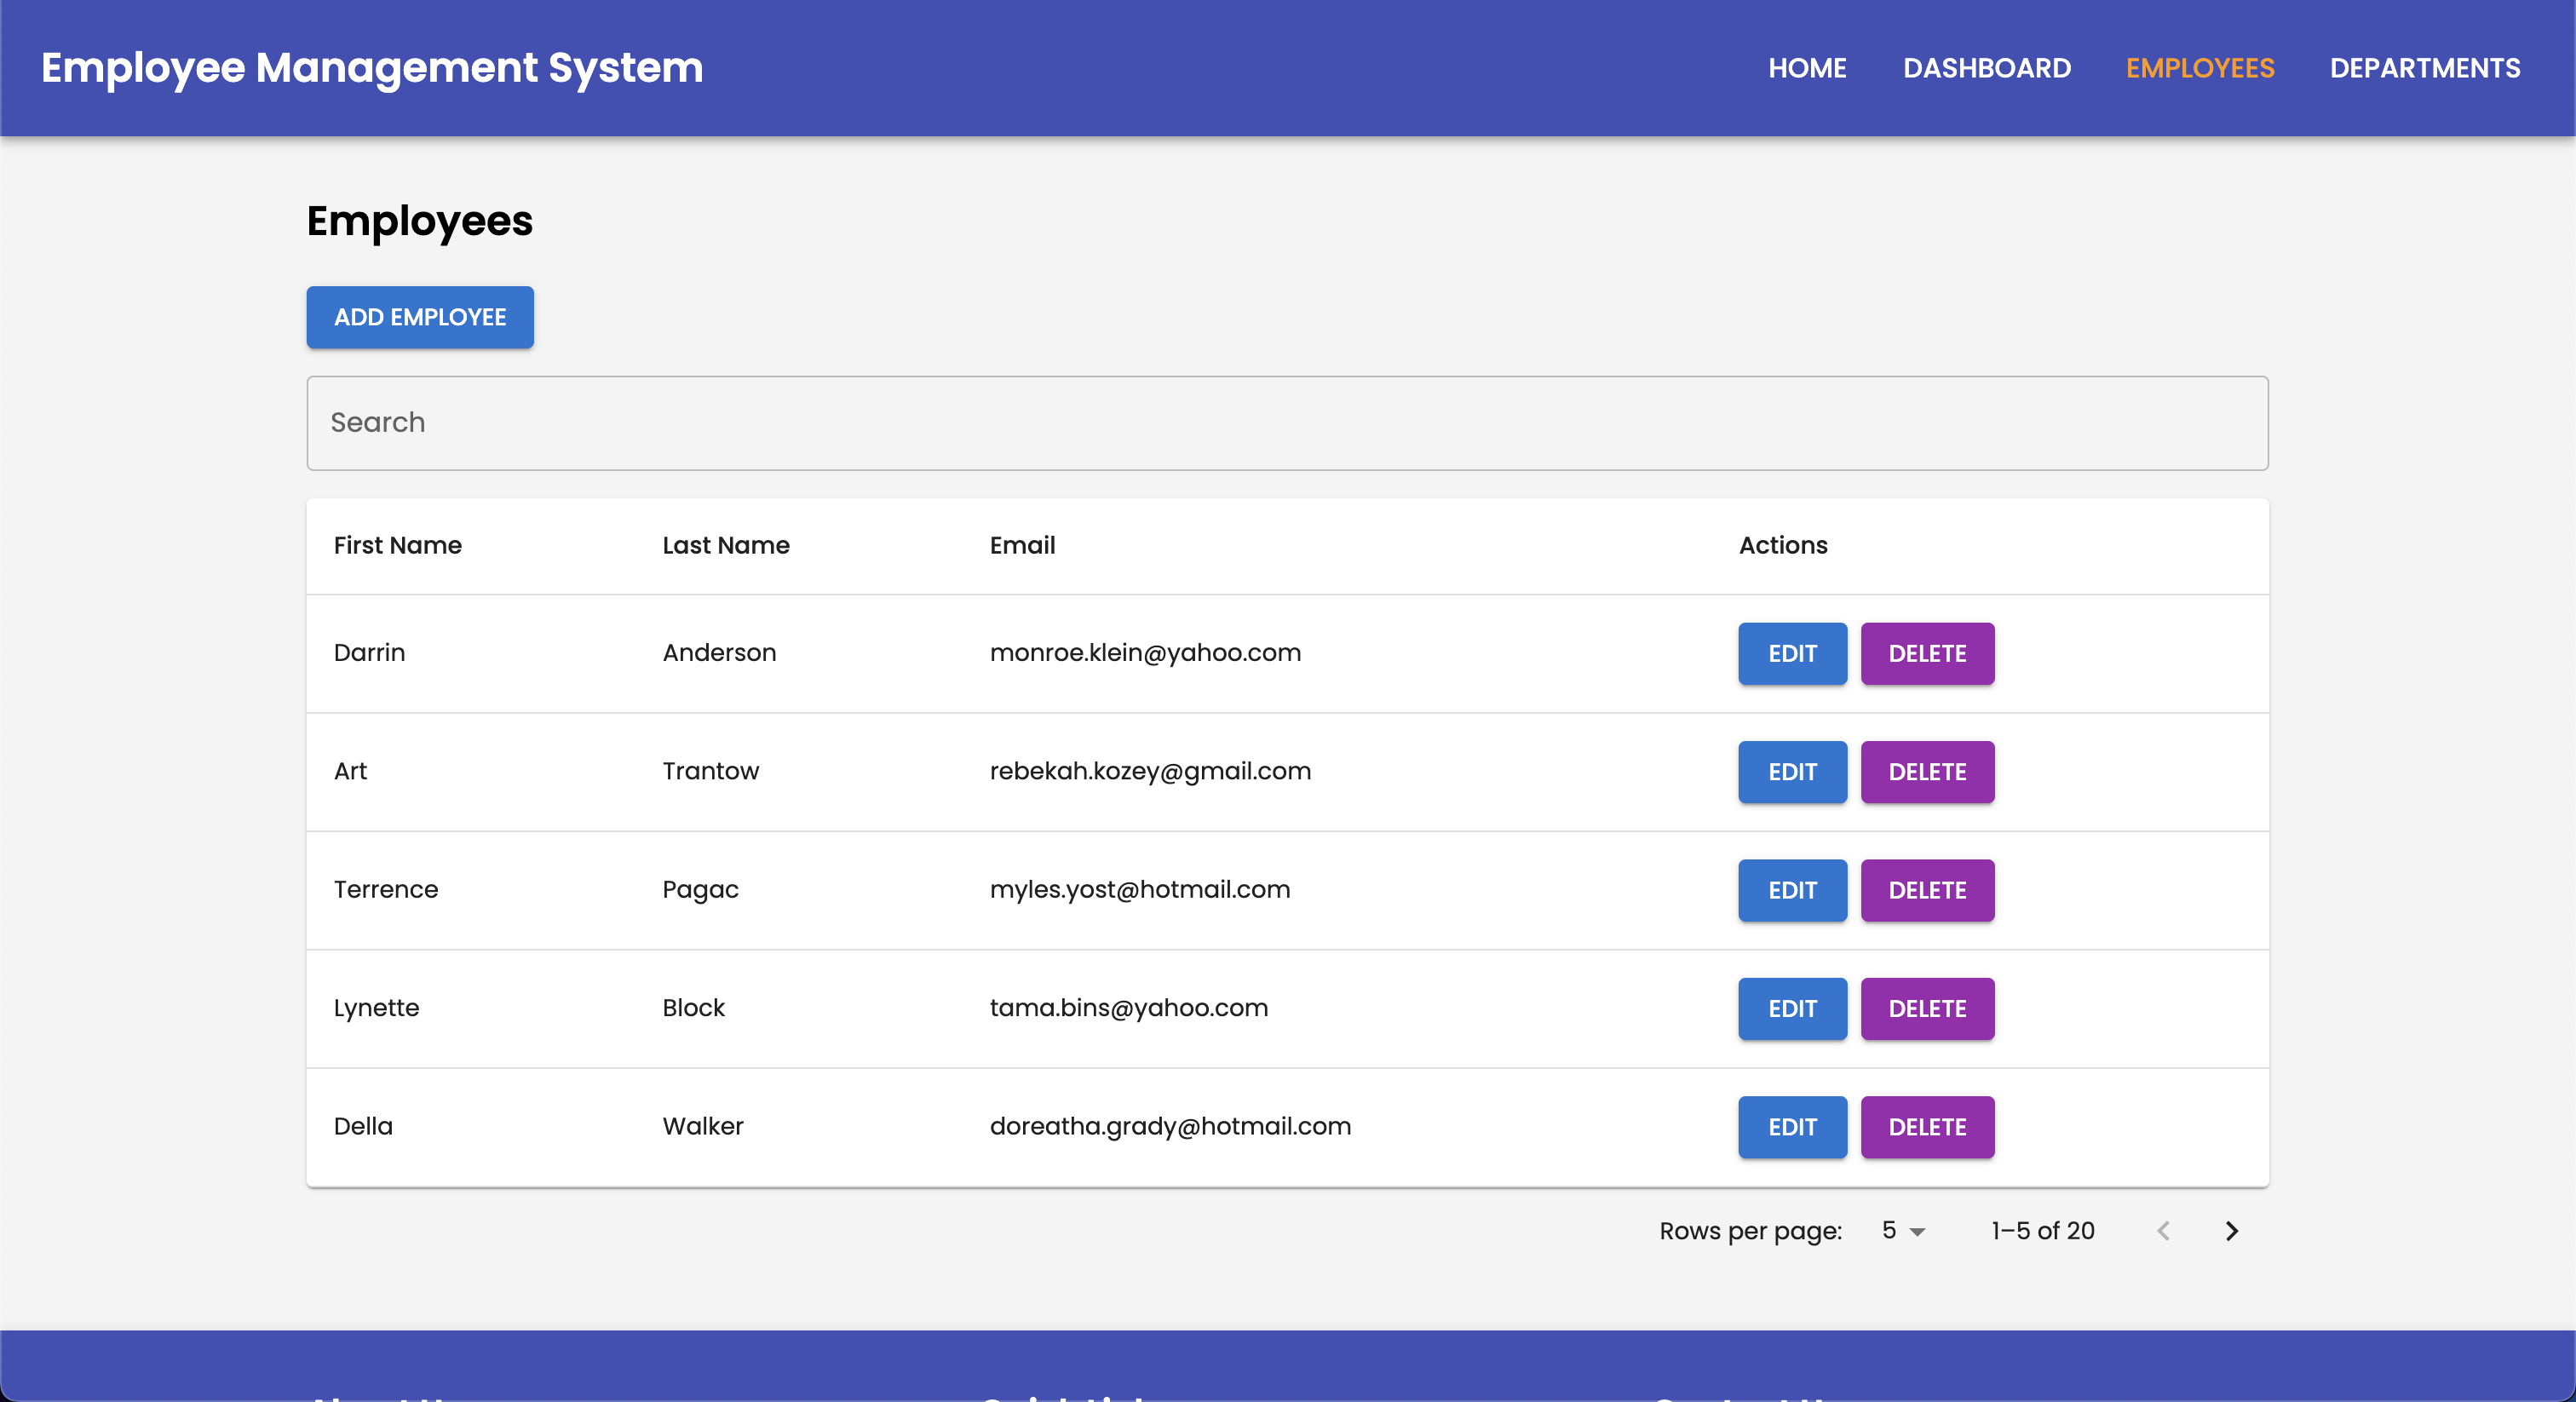 Employee Management System HOME DASHBOARD EMPLOYEES DEPARTMENTS
Employees
ADD EMPLOYEE
Search
First Name Last Name Email Actions
Darrin Anderson monroe.klein@yahoo.com EDIT DELETE
Art Trantow rebekah.kozey@gmail.com EDIT DELETE
Terrence Pagac myles.yost@hotmail.com EDIT DELETE
Lynette Block tama.bins@yahoo.com EDIT DELETE
Della Walker doreatha.grady@hotmail.com EDIT DELETE
Rows per page: 5 1–5 of 20